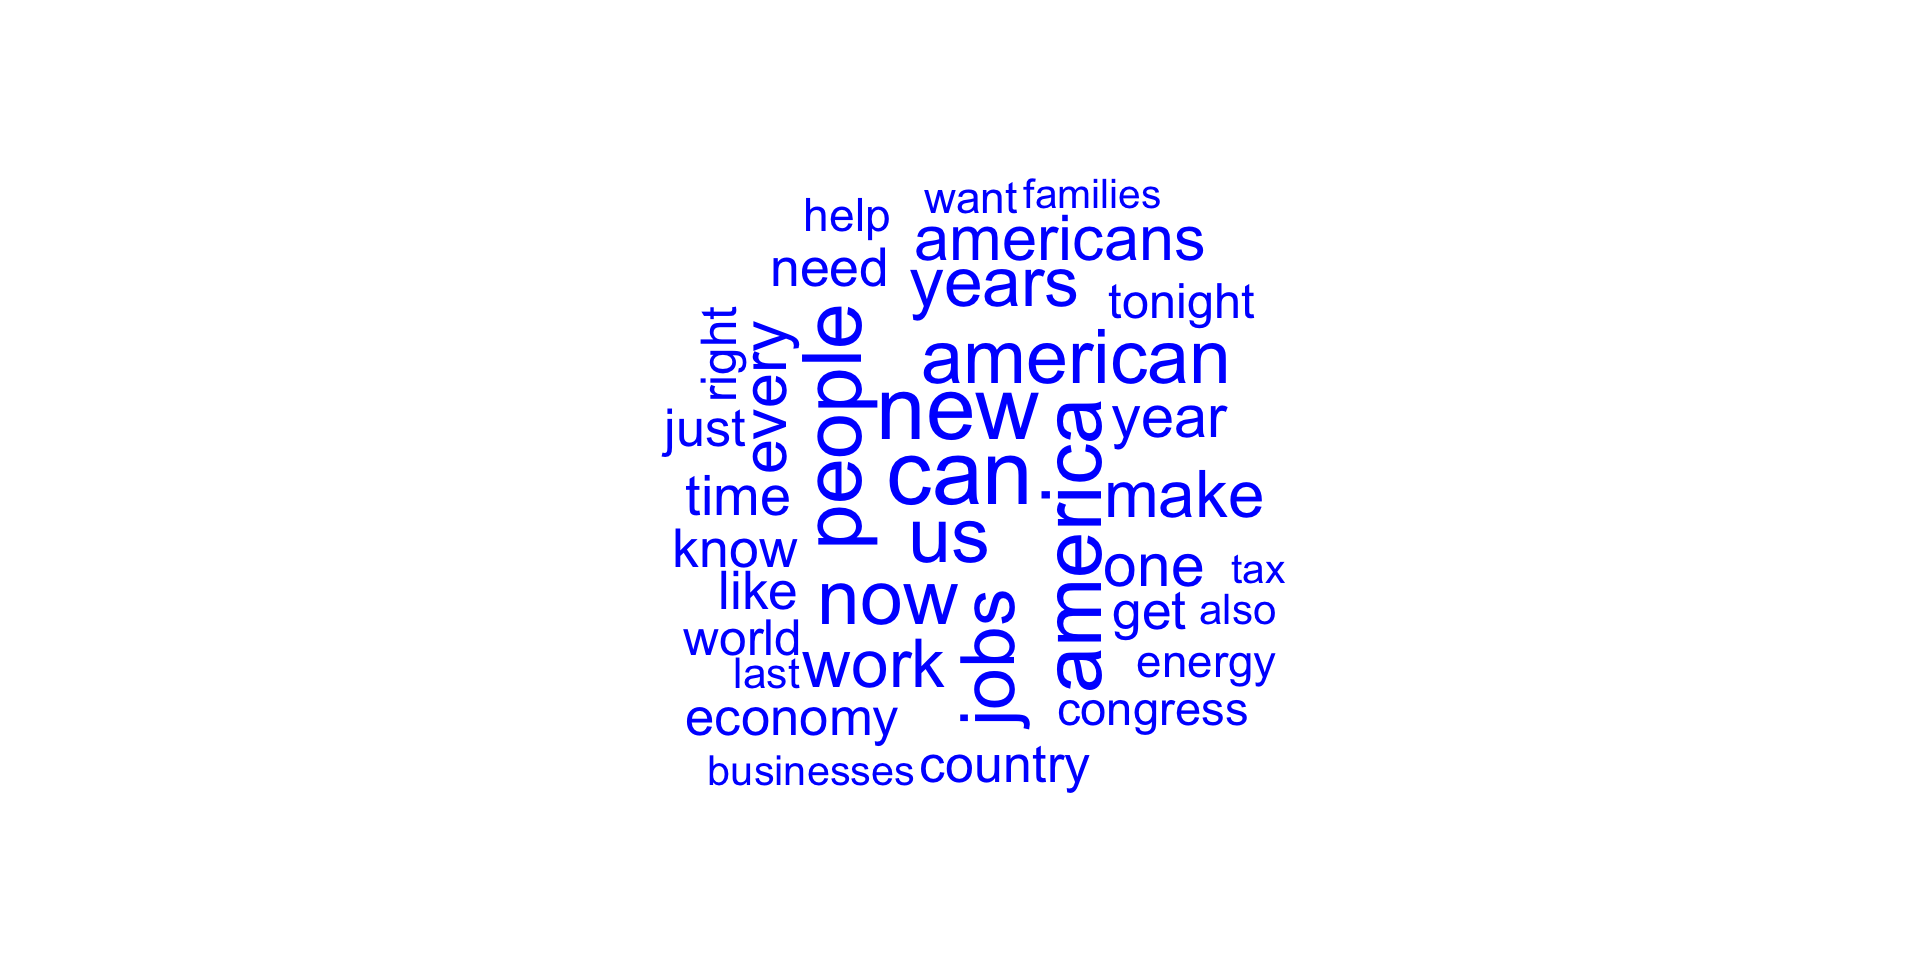 want families
help
americans
need
years
tonight
right
every
people
american
new
america
year
just
can
time
make
us
know
one
tax
like
now
jobs
get
also
world
work
energy
last
economy
congress
businesses
country